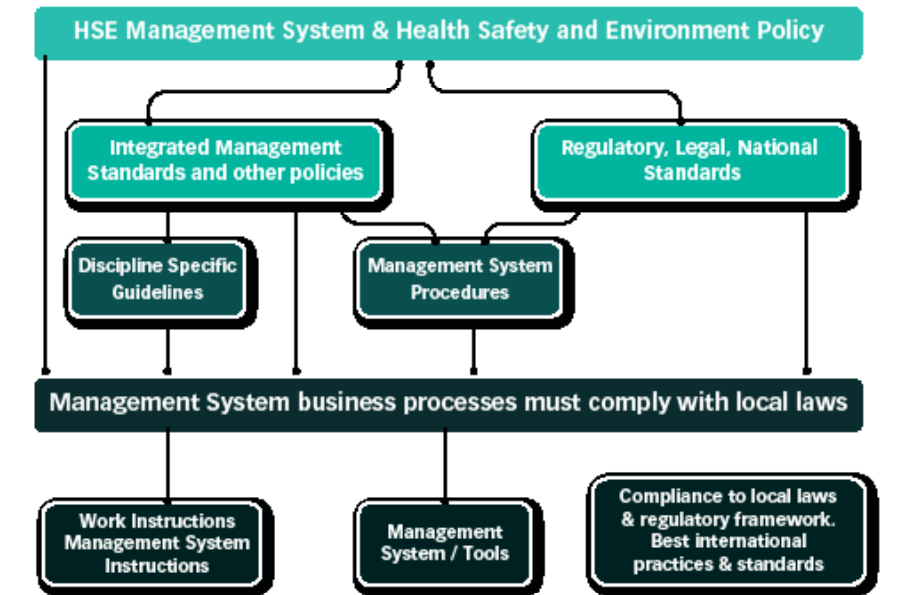 HSE Management System & Health Safety and Environment Policy
Integrated Management
Standards and other policies
Regulatory, Legal, National
Standards
Discipline Specific
Guidelines
Management System
Procedures
Management System business processes must comply with local laws
Work Instructions
Management System
Instructions
Management
System / Tools
Compliance to local laws
& regulatory framework.
Best international
practices & standards